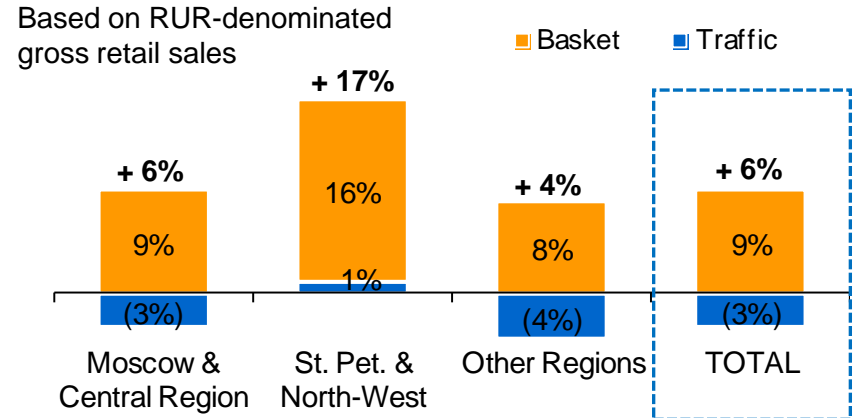 Based on RUR-denominated
gross retail sales
Basket
Traffic
+ 6%
+ 17%
+ 4%
+ 6%
9%
16%
8%
9%
(3%)
1%
(4%)
(3%)
Moscow &
Central Region
St. Pet. &
North-West
Other Regions
TOTAL